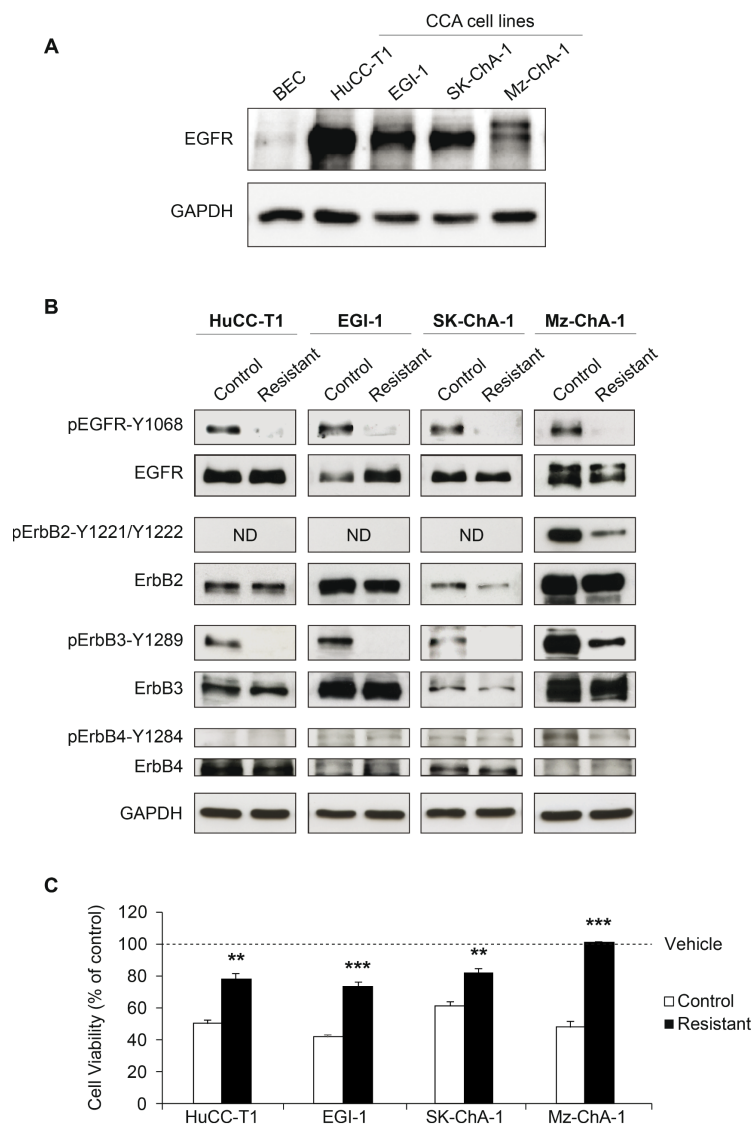 A
CCA cell lines
BEC
HuCC-T1
EGI-1
SK-ChA-1
Mz-ChA-1
EGFR
GAPDH
B
HuCC-T1 EGI-1 SK-ChA-1 Mz-ChA-1
Control Resistant Control Resistant Control Resistant Control Resistant
pEGFR-Y1068
EGFR
pErbB2-Y1221/Y1222 ND ND ND
ErbB2
pErbB3-Y1289
ErbB3
pErbB4-Y1284
ErbB4
GAPDH
C
Cell Viability (% of control)
120
100
80
60
40
20
0
** *** ** ***
Vehicle
Control
Resistant
HuCC-T1 EGI-1 SK-ChA-1 Mz-ChA-1